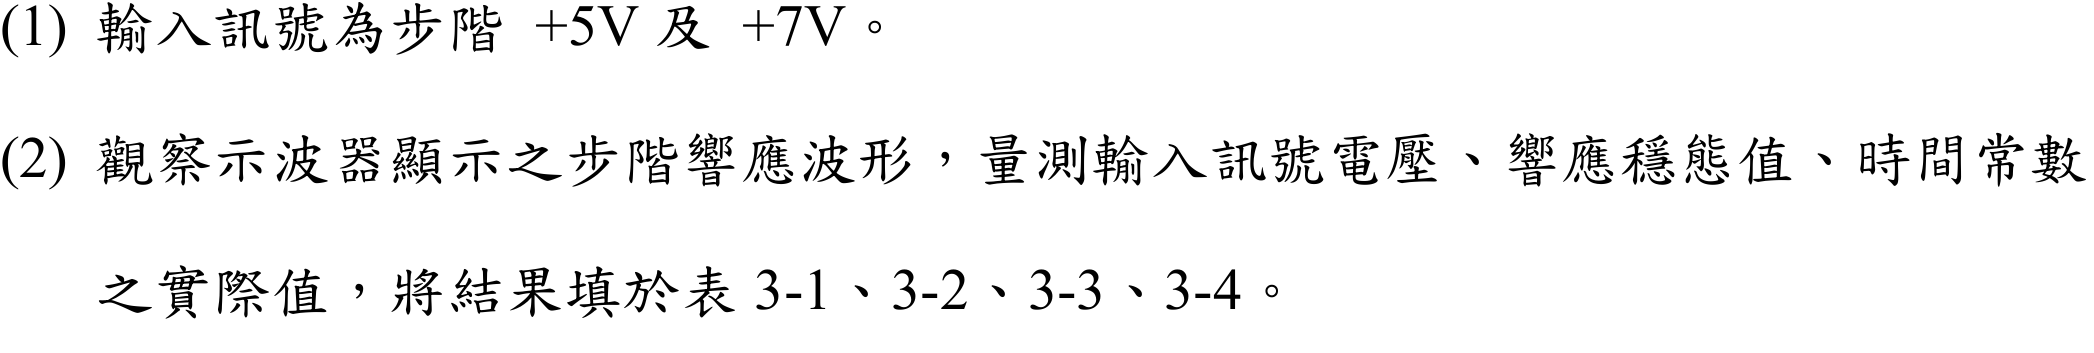 (1) 輸入訊號為步階 +5V 及 +7V。
(2) 觀察示波器顯示之步階響應波形，量測輸入訊號電壓、響應穩態值、時間常數
之實際值，將結果填於表 3-1、3-2、3-3、3-4。